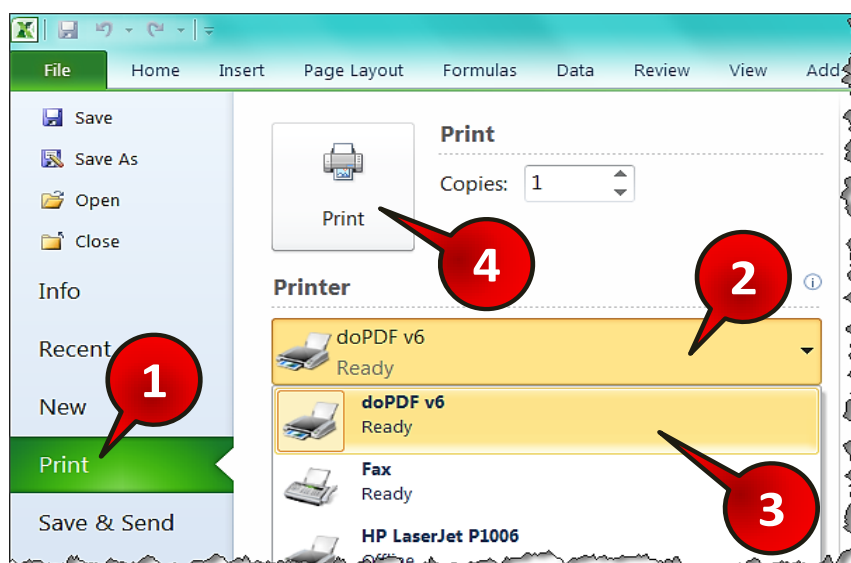 File Home Insert Page Layout Formulas Data Review View Add
Save
Save As
Open
Close
Info
Recent
New
Print
Save & Send
Print
Print
Copies: 1
4
Printer
2
doPDF v6
Ready
1
doPDF v6
Ready
Fax
Ready
3
HP LaserJet P1006
Offline